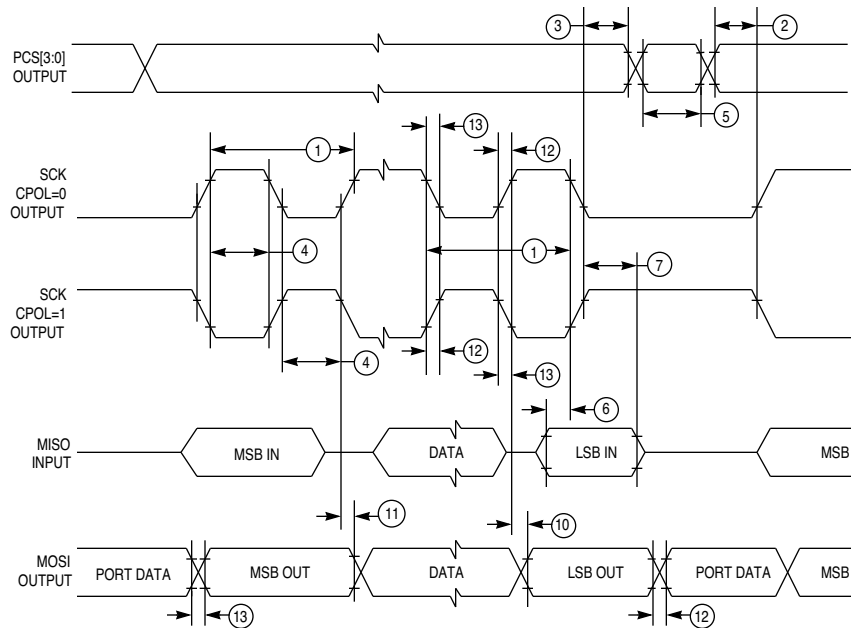 3
2
PCS[3:0]
OUTPUT
5
13
1
12
SCK
CPOL=0
OUTPUT
4
1
7
SCK
CPOL=1
OUTPUT
12
4
13
6
MISO
INPUT
MSB IN
DATA
LSB IN
MSB
11
10
MOSI
OUTPUT
PORT DATA
MSB OUT
DATA
LSB OUT
PORT DATA
MSB
13
12